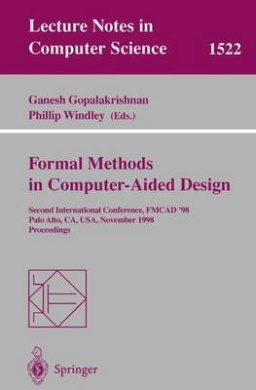 Lecture Notes in
Computer Science 1522
Ganesh Gopalakrishnan
Phillip Windley (Eds.)
Formal Methods
in Computer-Aided Design
Second International Conference, FMCAD '98
Palo Alto, CA, USA, November 1998
Proceedings
Springer